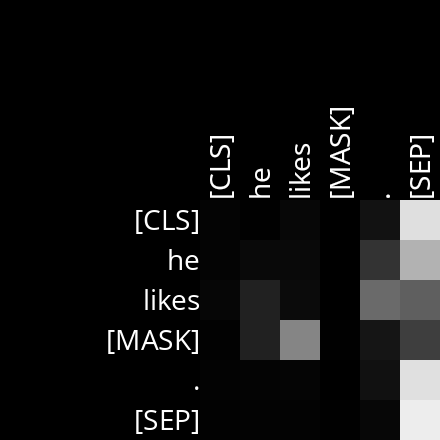 [CLS]
he
likes
[MASK]
.
[SEP]
[CLS]
he
likes
[MASK]
.
[SEP]